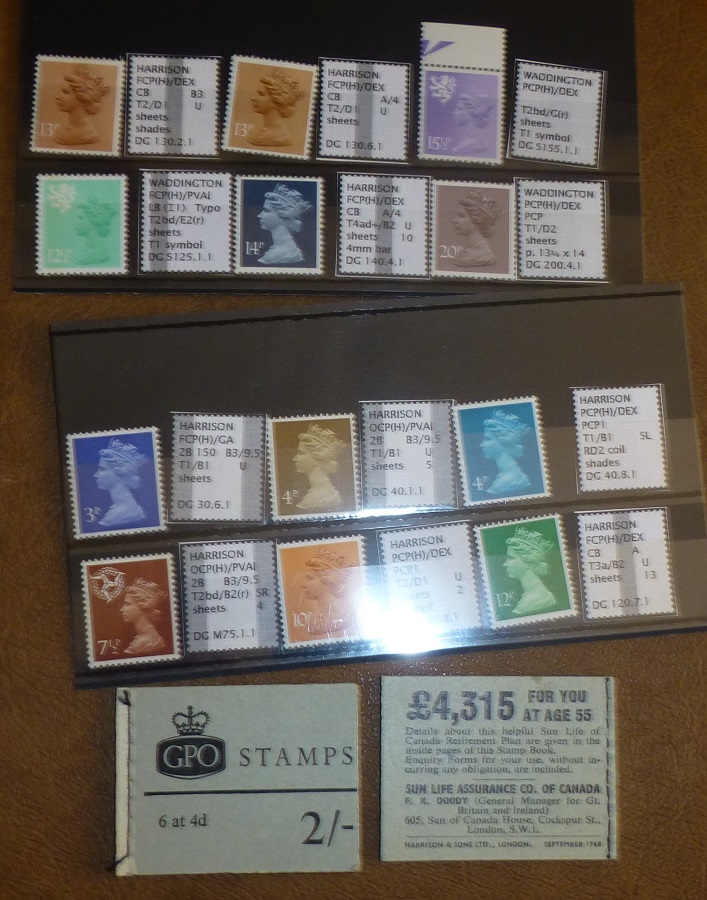 13P
HARRISON
FCP(H)/DEX
CB B3
T2/D1 U
sheets
shades
DG 130.2.1
13P
HARRISON
FCP(H)/DEX
CB A/4
T2/D1 U
sheets
DG 130.6.1
15½P
WADDINGTON
PCP(H)/DEX
T2bd/G(r)
sheets
T1 symbol
DG S155.1.1
12½P
WADDINGTON
FCP(H)/PVAl
LB (I1) Typo
T2bd/E2(r)
sheets
T1 symbol
DG S125.1.1
14P
HARRISON
FCP(H)/DEX
CB A/4
T4ad+/B2 U
sheets 10
4mm bar
DG 140.4.1
20P
WADDINGTON
PCP(H)/DEX
PCP
T1/D2
sheets
p. 13¾ x 14
DG 200.4.1
3P
HARRISON
FCP(H)/GA
2B 150 B3/9.5
T1/B1 U
sheets
DG 30.6.1
4P
HARRISON
OCP(H)/PVAl
2B B3/9.5
T1/B1 U
sheets 5
DG 40.1.1
4P
HARRISON
PCP(H)/DEX
PCP1
T1/B1 SL
RD2 coil
shades
DG 40.8.1
7½P
HARRISON
OCP(H)/PVAl
2B B3/9.5
T2bd/B2(r) SR
sheets 4
DG M75.1.1
10P
HARRISON
PCP(H)/DEX
PCP1
T2/D1 U
sheets 2
12P
HARRISON
FCP(H)/DEX
CB A
T3a/B2 U
sheets 13
DG 120.7.1
GPO STAMPS
6 at 4d
2/-
£4,315 FOR YOU
AT AGE 55
Details about this helpful Sun Life of
Canada Retirement Plan are given in the
inside pages of this Stamp Book.
Enquiry Forms for your use, without in-
curring any obligation, are included.
SUN LIFE ASSURANCE CO. OF CANADA
F. K. DOODY (General Manager for Gt.
Britain and Ireland)
605, Sun of Canada House, Cockspur St.,
London, S.W.1.
HARRISON & SONS LTD., LONDON. SEPTEMBER 1968